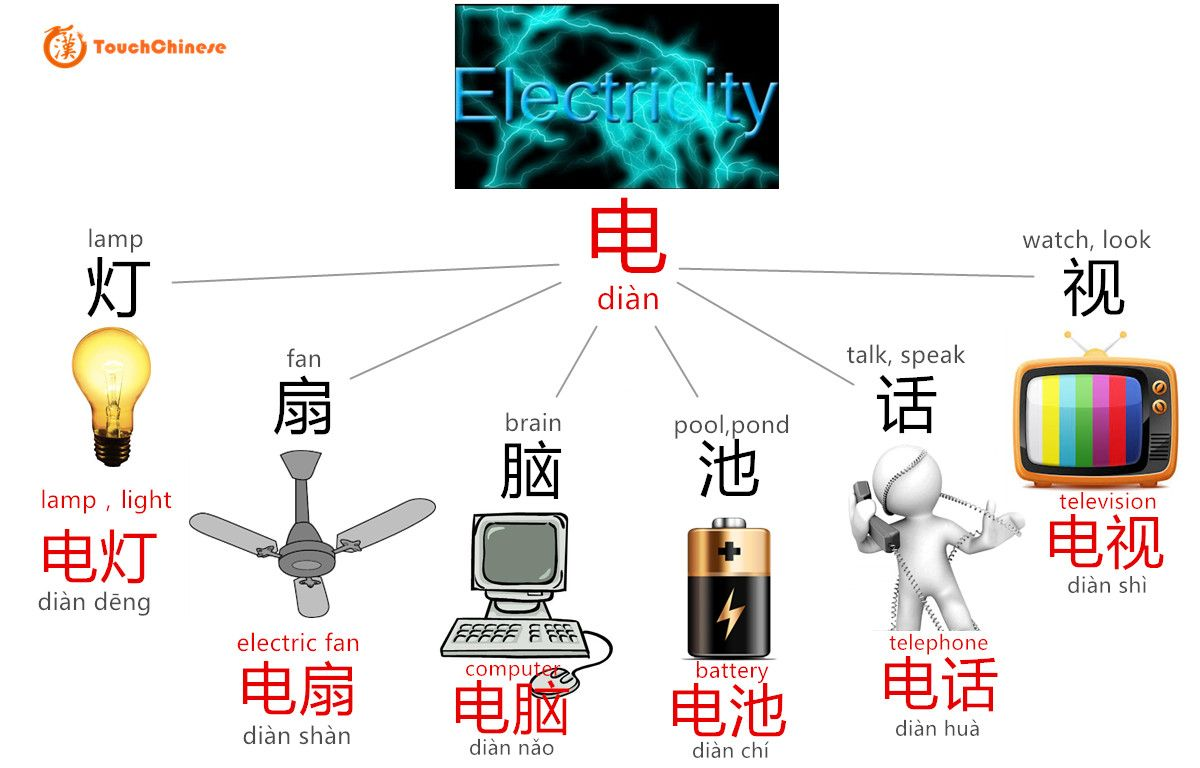 漢 TouchChinese
Electricity
电
diàn
lamp
灯
lamp , light
电灯
diàn dēng
fan
扇
electric fan
电扇
diàn shàn
brain
脑
computer
电脑
diàn nǎo
pool,pond
池
battery
电池
diàn chí
talk, speak
话
telephone
电话
diàn huà
watch, look
视
television
电视
diàn shì